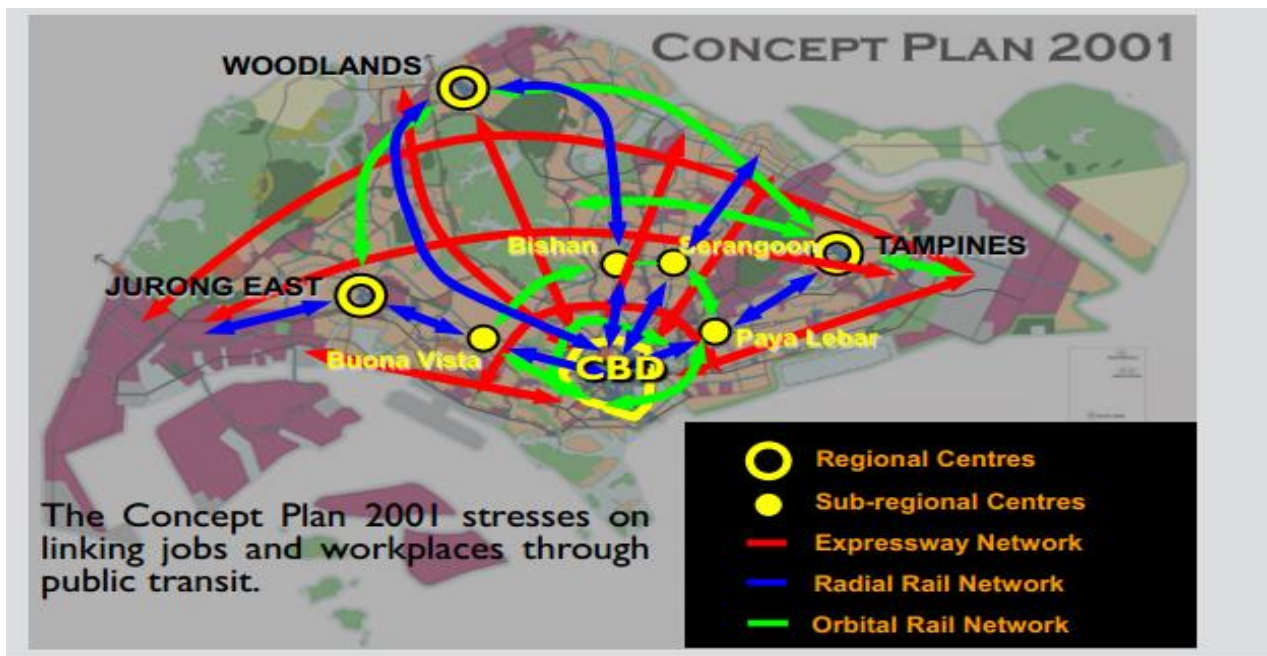 CONCEPT PLAN 2001
WOODLANDS
Bishan
Serangoon
TAMPINES
JURONG EAST
Buona Vista
CBD
Paya Lebar
The Concept Plan 2001 stresses on
linking jobs and workplaces through
public transit.
Regional Centres
Sub-regional Centres
Expressway Network
Radial Rail Network
Orbital Rail Network